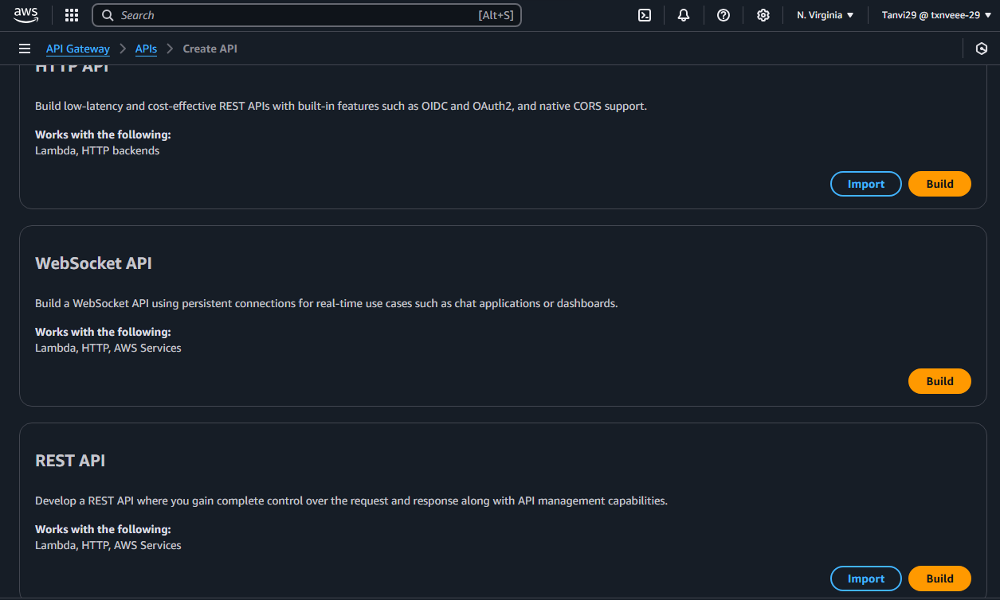 aws
Search [Alt+S]
N. Virginia
Tanvi29 @ txnveee-29
API Gateway
APIs
Create API
HTTP API
Build low-latency and cost-effective REST APIs with built-in features such as OIDC and OAuth2, and native CORS support.
Works with the following:
Lambda, HTTP backends
Import
Build
WebSocket API
Build a WebSocket API using persistent connections for real-time use cases such as chat applications or dashboards.
Works with the following:
Lambda, HTTP, AWS Services
Build
REST API
Develop a REST API where you gain complete control over the request and response along with API management capabilities.
Works with the following:
Lambda, HTTP, AWS Services
Import
Build